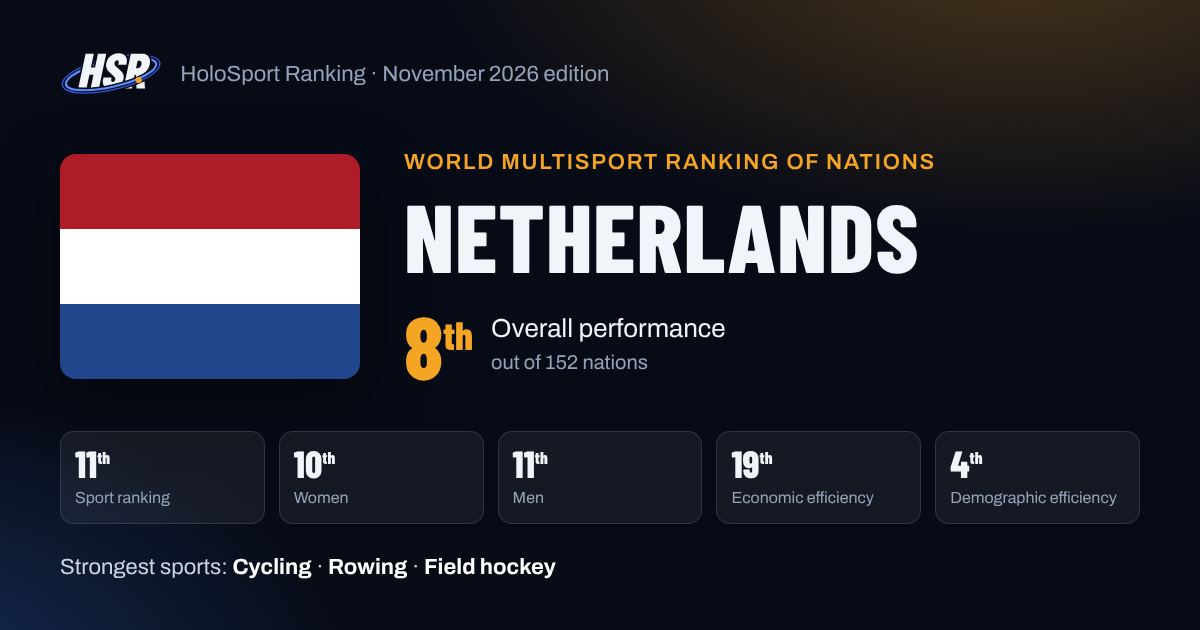 HSR
HoloSport Ranking · November 2026 edition
WORLD MULTISPORT RANKING OF NATIONS
NETHERLANDS
8th
Overall performance
out of 152 nations
11th
Sport ranking
10th
Women
11th
Men
19th
Economic efficiency
4th
Demographic efficiency
Strongest sports: Cycling · Rowing · Field hockey